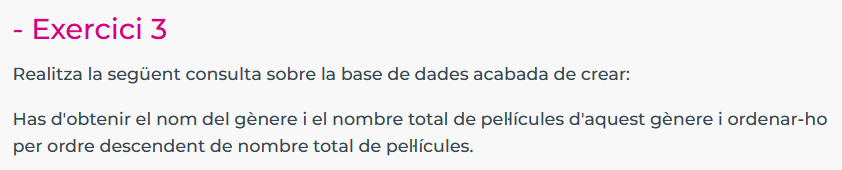 - Exercici 3
Realitza la següent consulta sobre la base de dades acabada de crear:
Has d'obtenir el nom del gènere i el nombre total de pel·lícules d'aquest gènere i ordenar-ho
per ordre descendent de nombre total de pel·lícules.